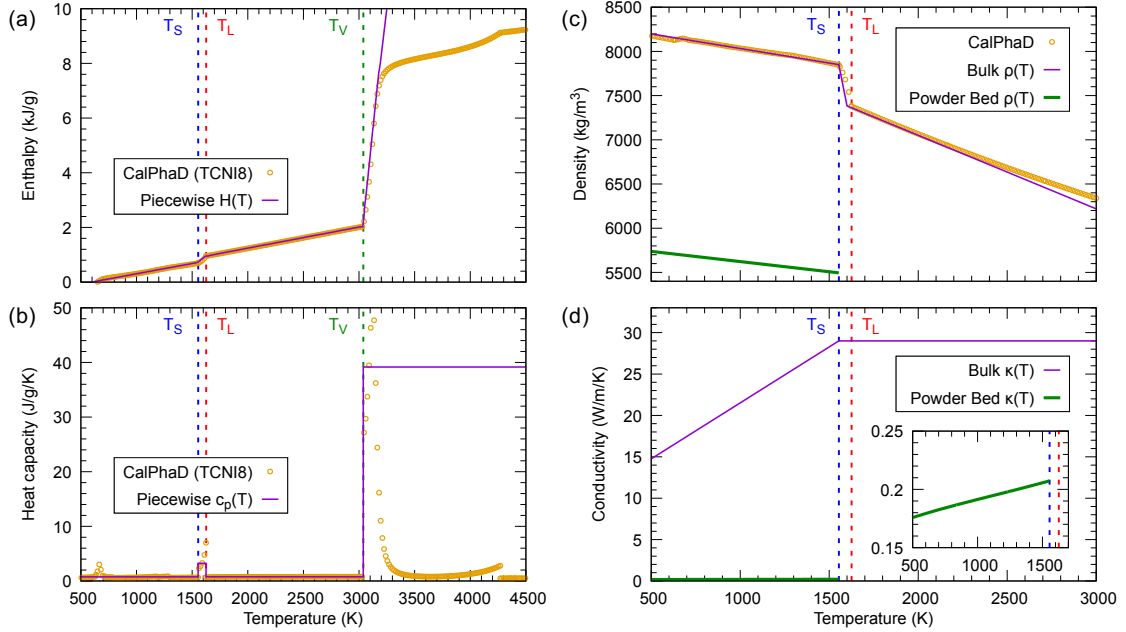 (a)
T_S
T_L
T_V
10
8
6
4
2
0
Enthalpy (kJ/g)
CalPhaD (TCNI8)
Piecewise H(T)
(b)
T_S
T_L
T_V
50
40
30
20
10
0
Heat capacity (J/g/K)
CalPhaD (TCNI8)
Piecewise c_p(T)
500 1000 1500 2000 2500 3000 3500 4000 4500
Temperature (K)
(c)
T_S
T_L
8500
8000
7500
7000
6500
6000
5500
Density (kg/m³)
CalPhaD
Bulk ρ(T)
Powder Bed ρ(T)
(d)
T_S
T_L
30
25
20
15
10
5
0
Conductivity (W/m/K)
Bulk κ(T)
Powder Bed κ(T)
0.25
0.2
0.15
500 1000 1500
500 1000 1500 2000 2500 3000
Temperature (K)